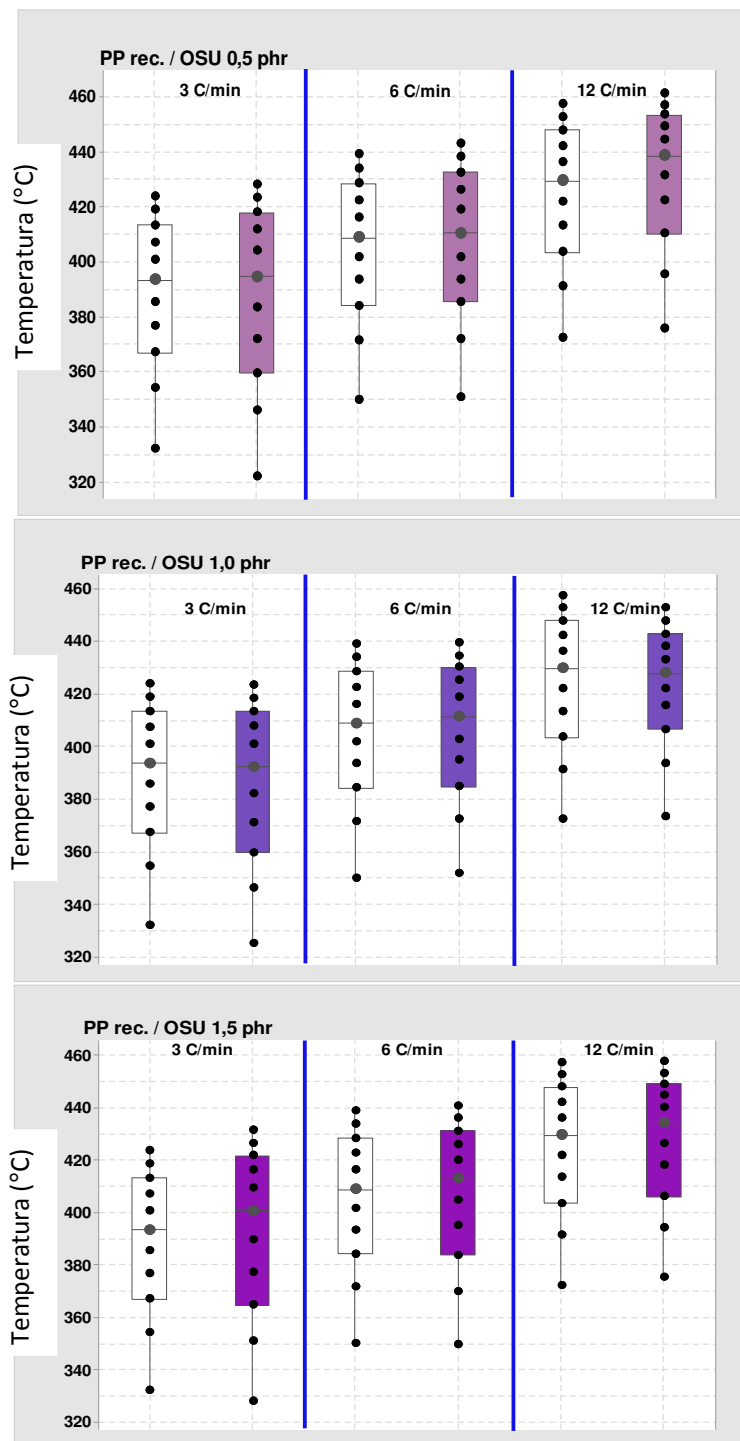 PP rec. / OSU 0,5 phr
3 C/min 6 C/min 12 C/min
Temperatura (°C)
460
440
420
400
380
360
340
320
PP rec. / OSU 1,0 phr
3 C/min 6 C/min 12 C/min
Temperatura (°C)
460
440
420
400
380
360
340
320
PP rec. / OSU 1,5 phr
3 C/min 6 C/min 12 C/min
Temperatura (°C)
460
440
420
400
380
360
340
320